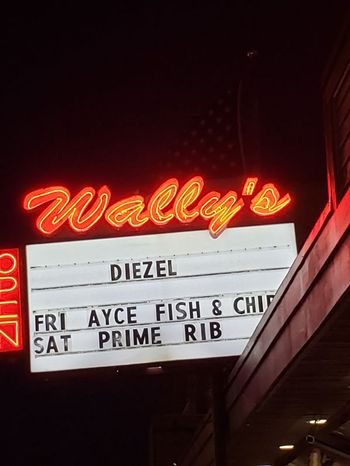 Wally's
OPEN
DIEZEL
FRI AYCE FISH & CHIP
SAT PRIME RIB